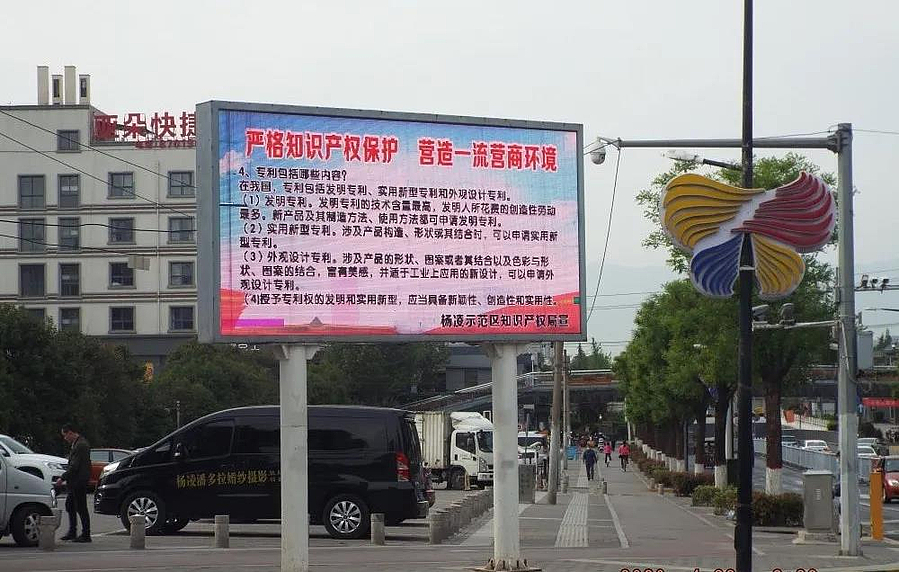 亚朵快捷
严格知识产权保护 营造一流营商环境
4、专利包括哪些内容?
在我国,专利包括发明专利、实用新型专利和外观设计专利。
(1)发明专利。发明专利的技术含量最高,发明人所花费的创造性劳动
最多。新产品及其制造方法、使用方法都可申请发明专利。
(2)实用新型专利。涉及产品构造、形状或其结合时,可以申请实用新
型专利。
(3)外观设计专利。涉及产品的形状、图案或者其结合以及色彩与形
状、图案的结合,富有美感,并适于工业上应用的新设计,可以申请外
观设计专利。
(4)授予专利权的发明和实用新型,应当具备新颖性、创造性和实用性。
杨凌示范区知识产权局宣
杨凌潘多拉婚纱摄影